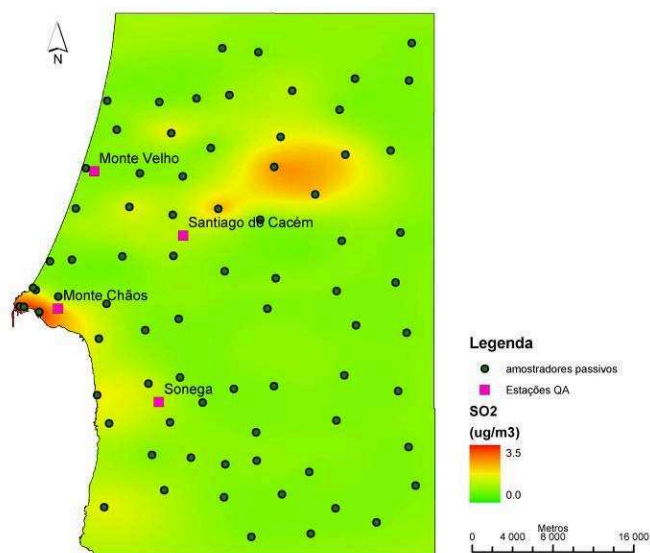 N
Monte Velho
Santiago do Cacém
Monte Chãos
Sonega
Legenda
amostradores passivos
Estações QA
SO2
(ug/m3)
3.5
0.0
Metros
0 4 000 8 000 16 000